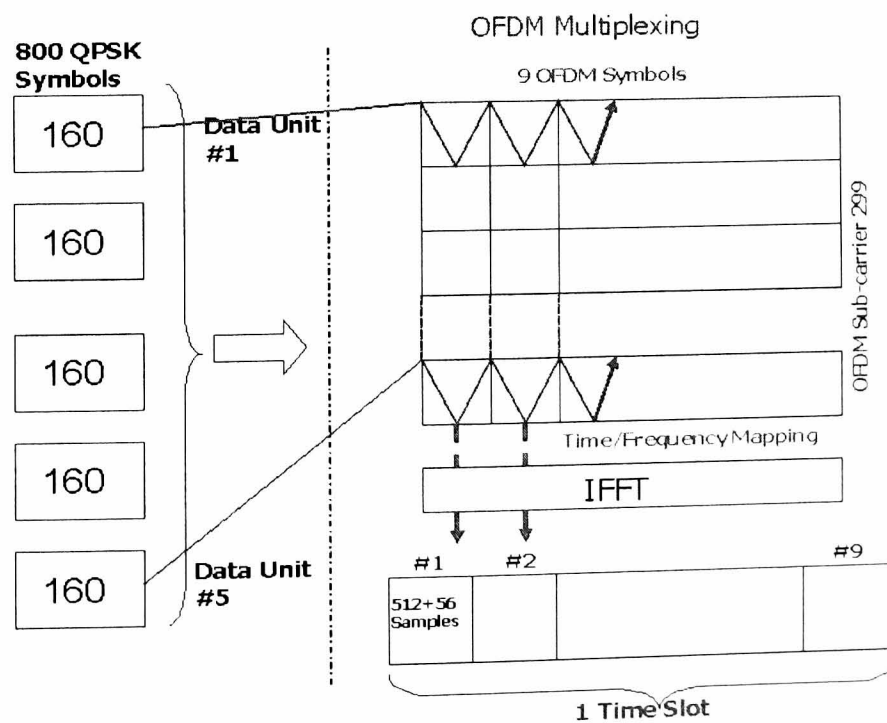 OFDM Multiplexing
800 QPSK
Symbols
9 OFDM Symbols
160
Data Unit
#1
160
160
160
160
Data Unit
#5
OFDM Sub-carrier 299
Time/Frequency Mapping
IFFT
#1
#2
#9
512+56
Samples
1 Time Slot